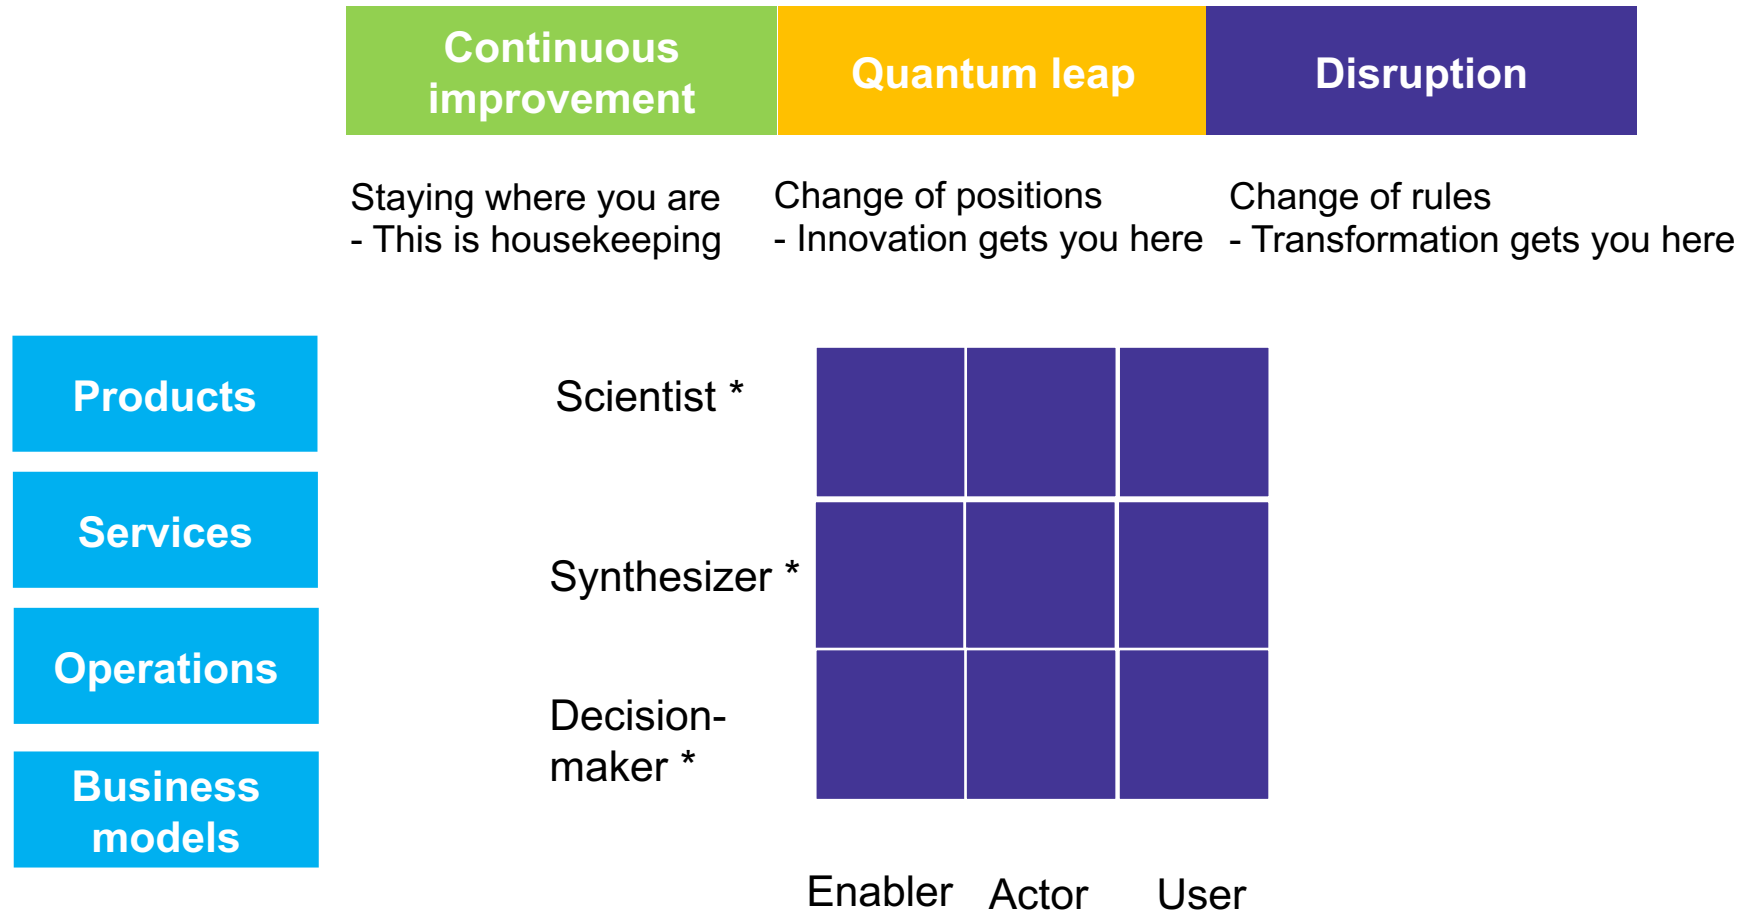 Continuous
improvement
Quantum leap
Disruption
Staying where you are
- This is housekeeping
Change of positions
- Innovation gets you here
Change of rules
- Transformation gets you here
Products
Services
Operations
Business
models
Scientist *
Synthesizer *
Decision-
maker *
Enabler
Actor
User